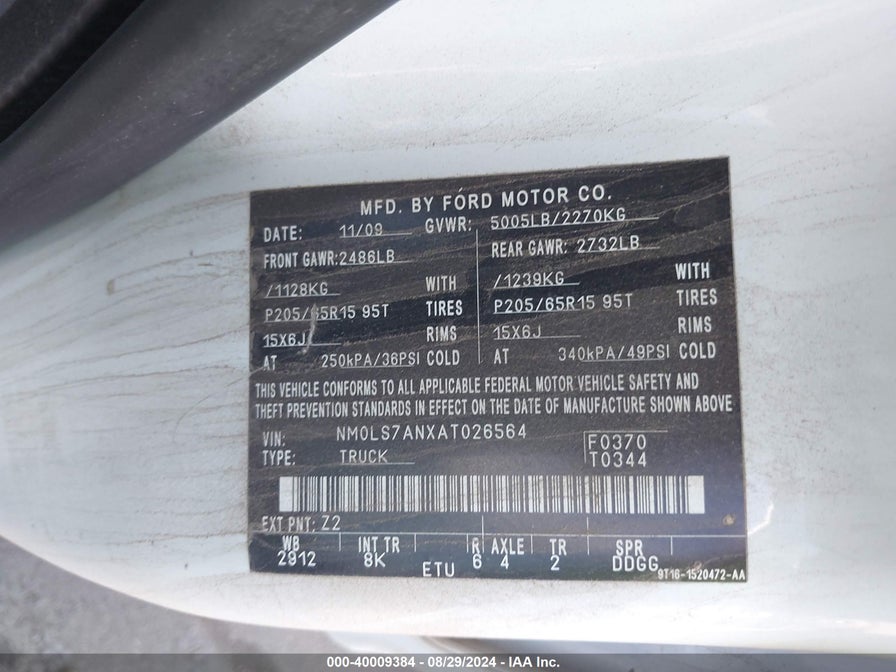 MFD. BY FORD MOTOR CO.
DATE: 11/09 GVWR: 5005LB/2270KG
FRONT GAWR:2486LB REAR GAWR: 2732LB
/1128KG WITH /1239KG WITH
P205/65R15 95T TIRES P205/65R15 95T TIRES
15X6J RIMS 15X6J RIMS
AT 250kPA/36PSI COLD AT 340kPA/49PSI COLD
THIS VEHICLE CONFORMS TO ALL APPLICABLE FEDERAL MOTOR VEHICLE SAFETY AND
THEFT PREVENTION STANDARDS IN EFFECT ON THE DATE OF MANUFACTURE SHOWN ABOVE
VIN: NM0LS7ANXAT026564 F0370
TYPE: TRUCK T0344
EXT PNT: Z2
WB INT TR R AXLE TR SPR
2912 8K ETU 6 4 2 DDGG
9T16-1520472-AA
000-40009384 - 08/29/2024 - IAA Inc.